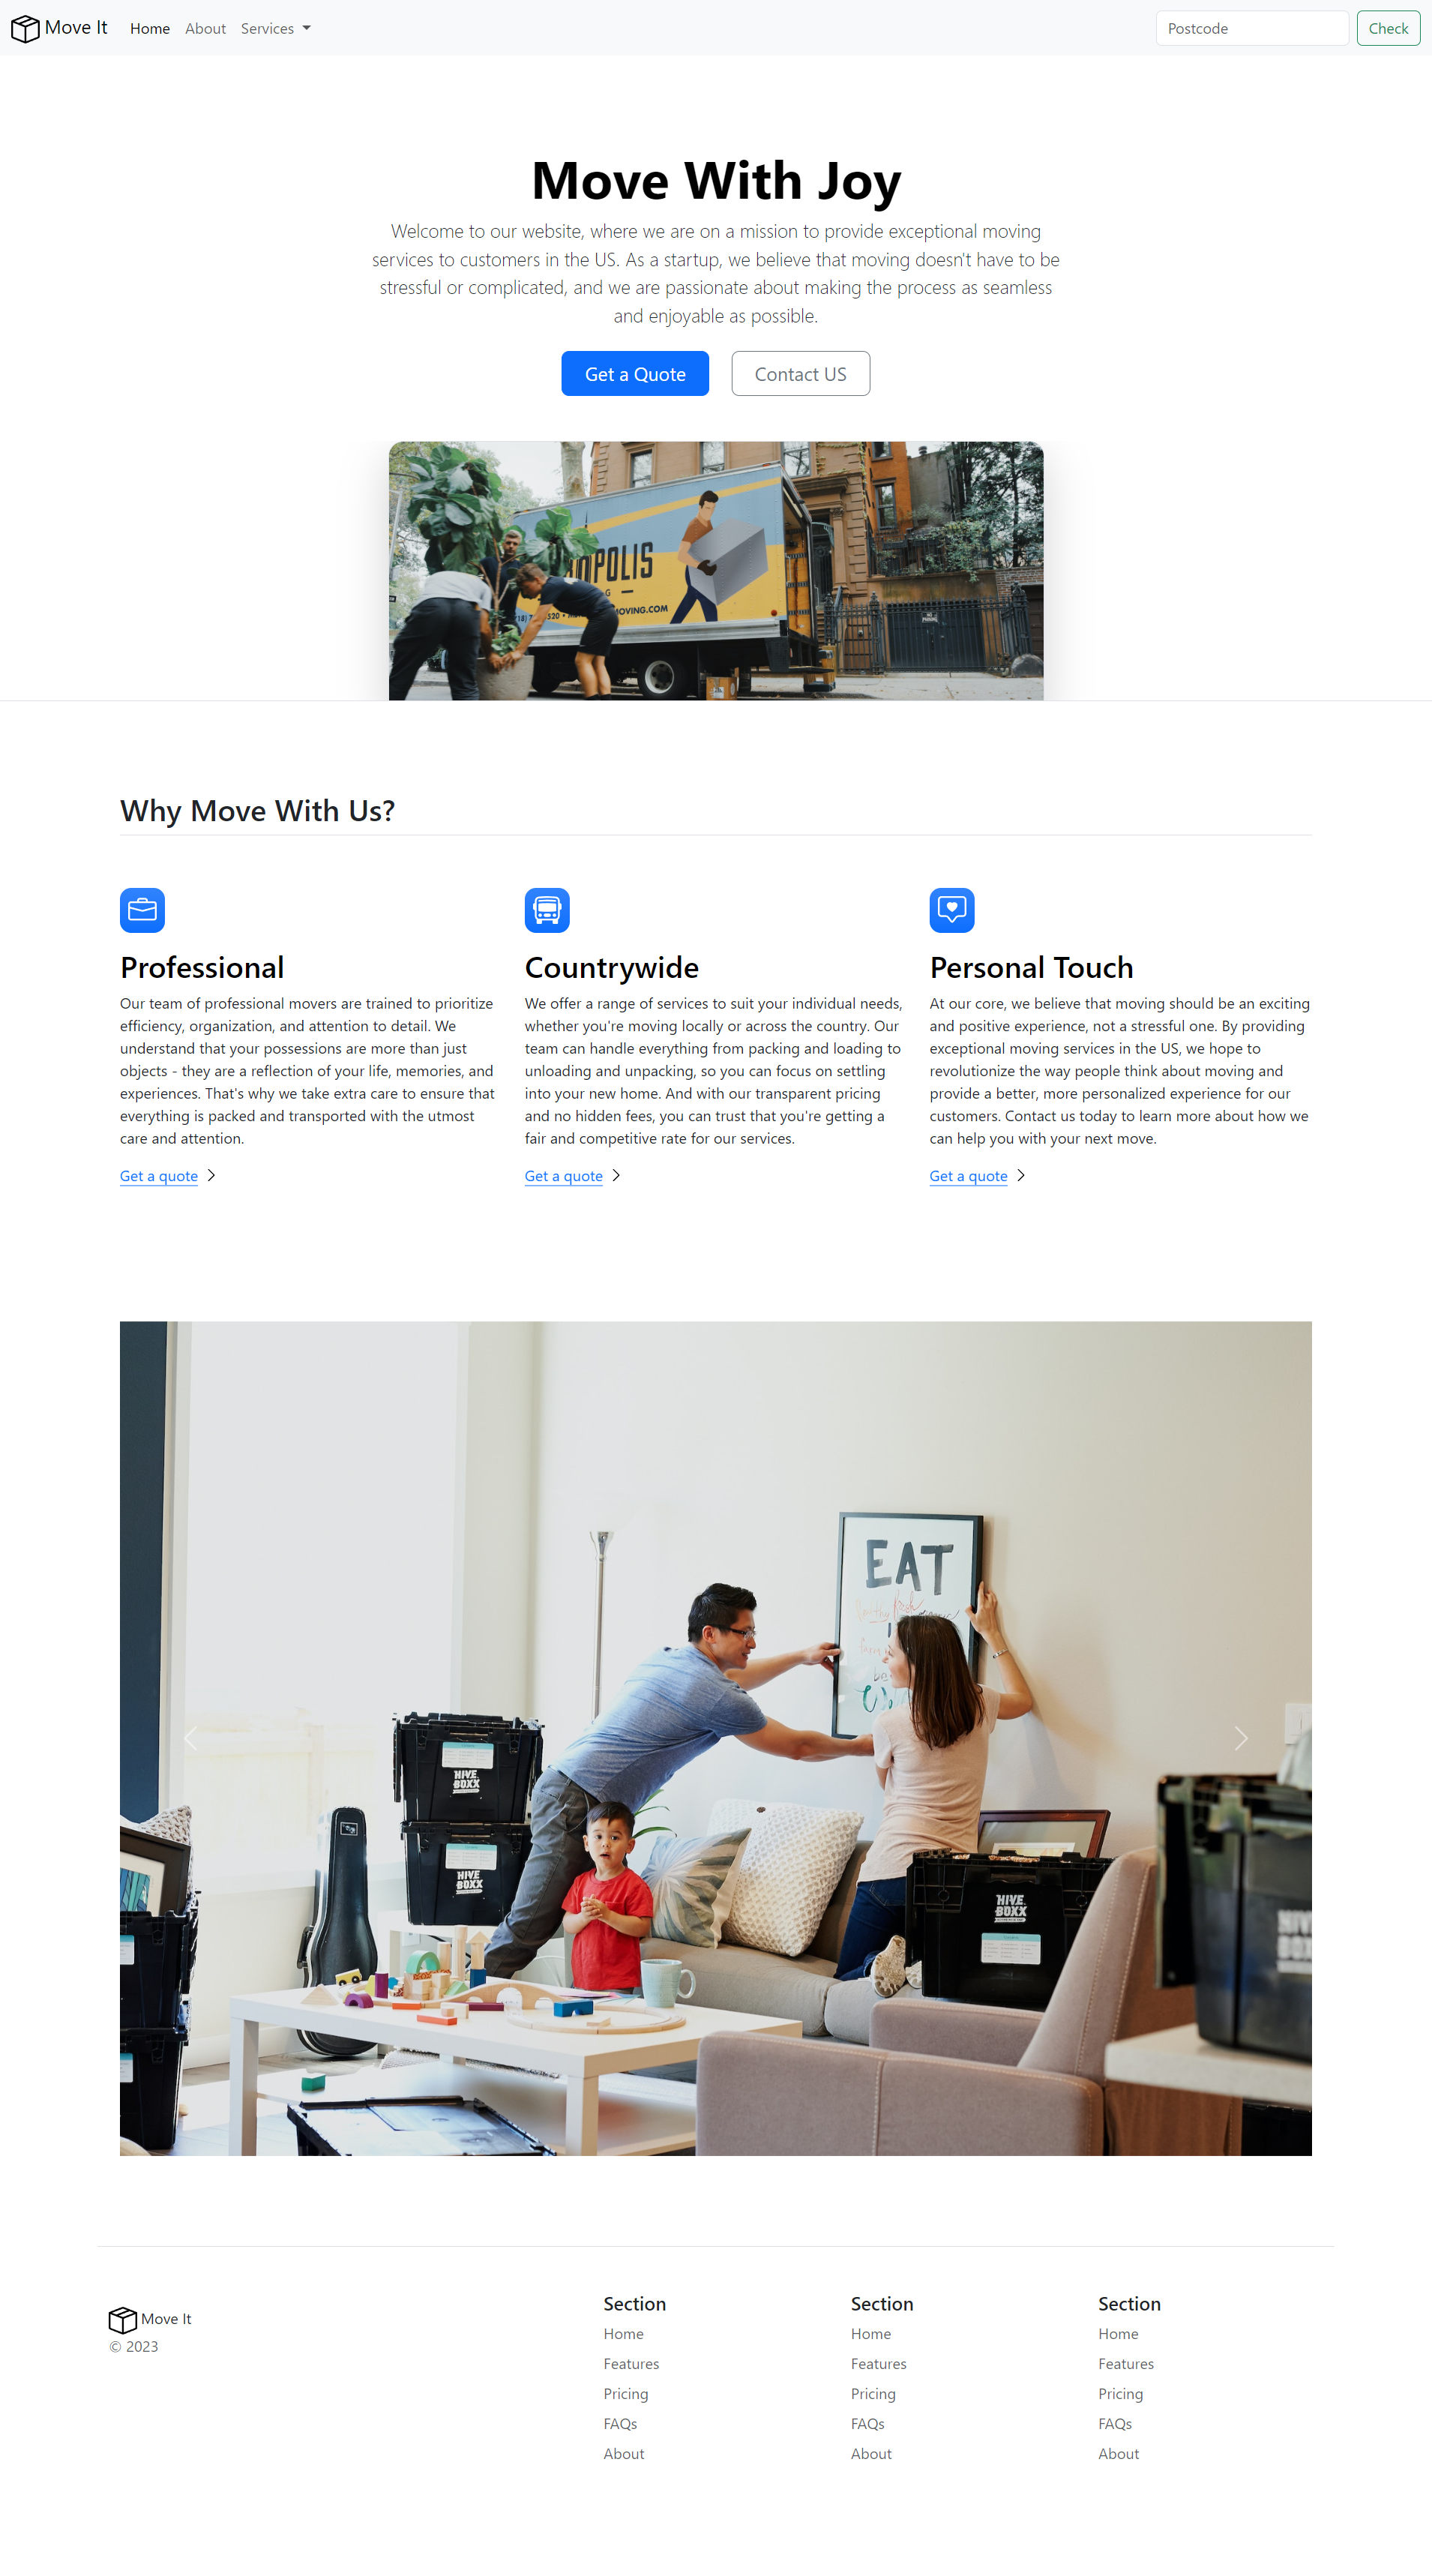 Move It
Home
About
Services
Postcode
Check
Move With Joy
Welcome to our website, where we are on a mission to provide exceptional moving
services to customers in the US. As a startup, we believe that moving doesn't have to be
stressful or complicated, and we are passionate about making the process as seamless
and enjoyable as possible.
Get a Quote
Contact US
POLIS
OVING.COM
Why Move With Us?
Professional
Our team of professional movers are trained to prioritize
efficiency, organization, and attention to detail. We
understand that your possessions are more than just
objects - they are a reflection of your life, memories, and
experiences. That's why we take extra care to ensure that
everything is packed and transported with the utmost
care and attention.
Get a quote
Countrywide
We offer a range of services to suit your individual needs,
whether you're moving locally or across the country. Our
team can handle everything from packing and loading to
unloading and unpacking, so you can focus on settling
into your new home. And with our transparent pricing
and no hidden fees, you can trust that you're getting a
fair and competitive rate for our services.
Get a quote
Personal Touch
At our core, we believe that moving should be an exciting
and positive experience, not a stressful one. By providing
exceptional moving services in the US, we hope to
revolutionize the way people think about moving and
provide a better, more personalized experience for our
customers. Contact us today to learn more about how we
can help you with your next move.
Get a quote
EAT
HIVE
BOXX
HIVE
BOXX
HIVE
BOXX
Move It
© 2023
Section
Home
Features
Pricing
FAQs
About
Section
Home
Features
Pricing
FAQs
About
Section
Home
Features
Pricing
FAQs
About